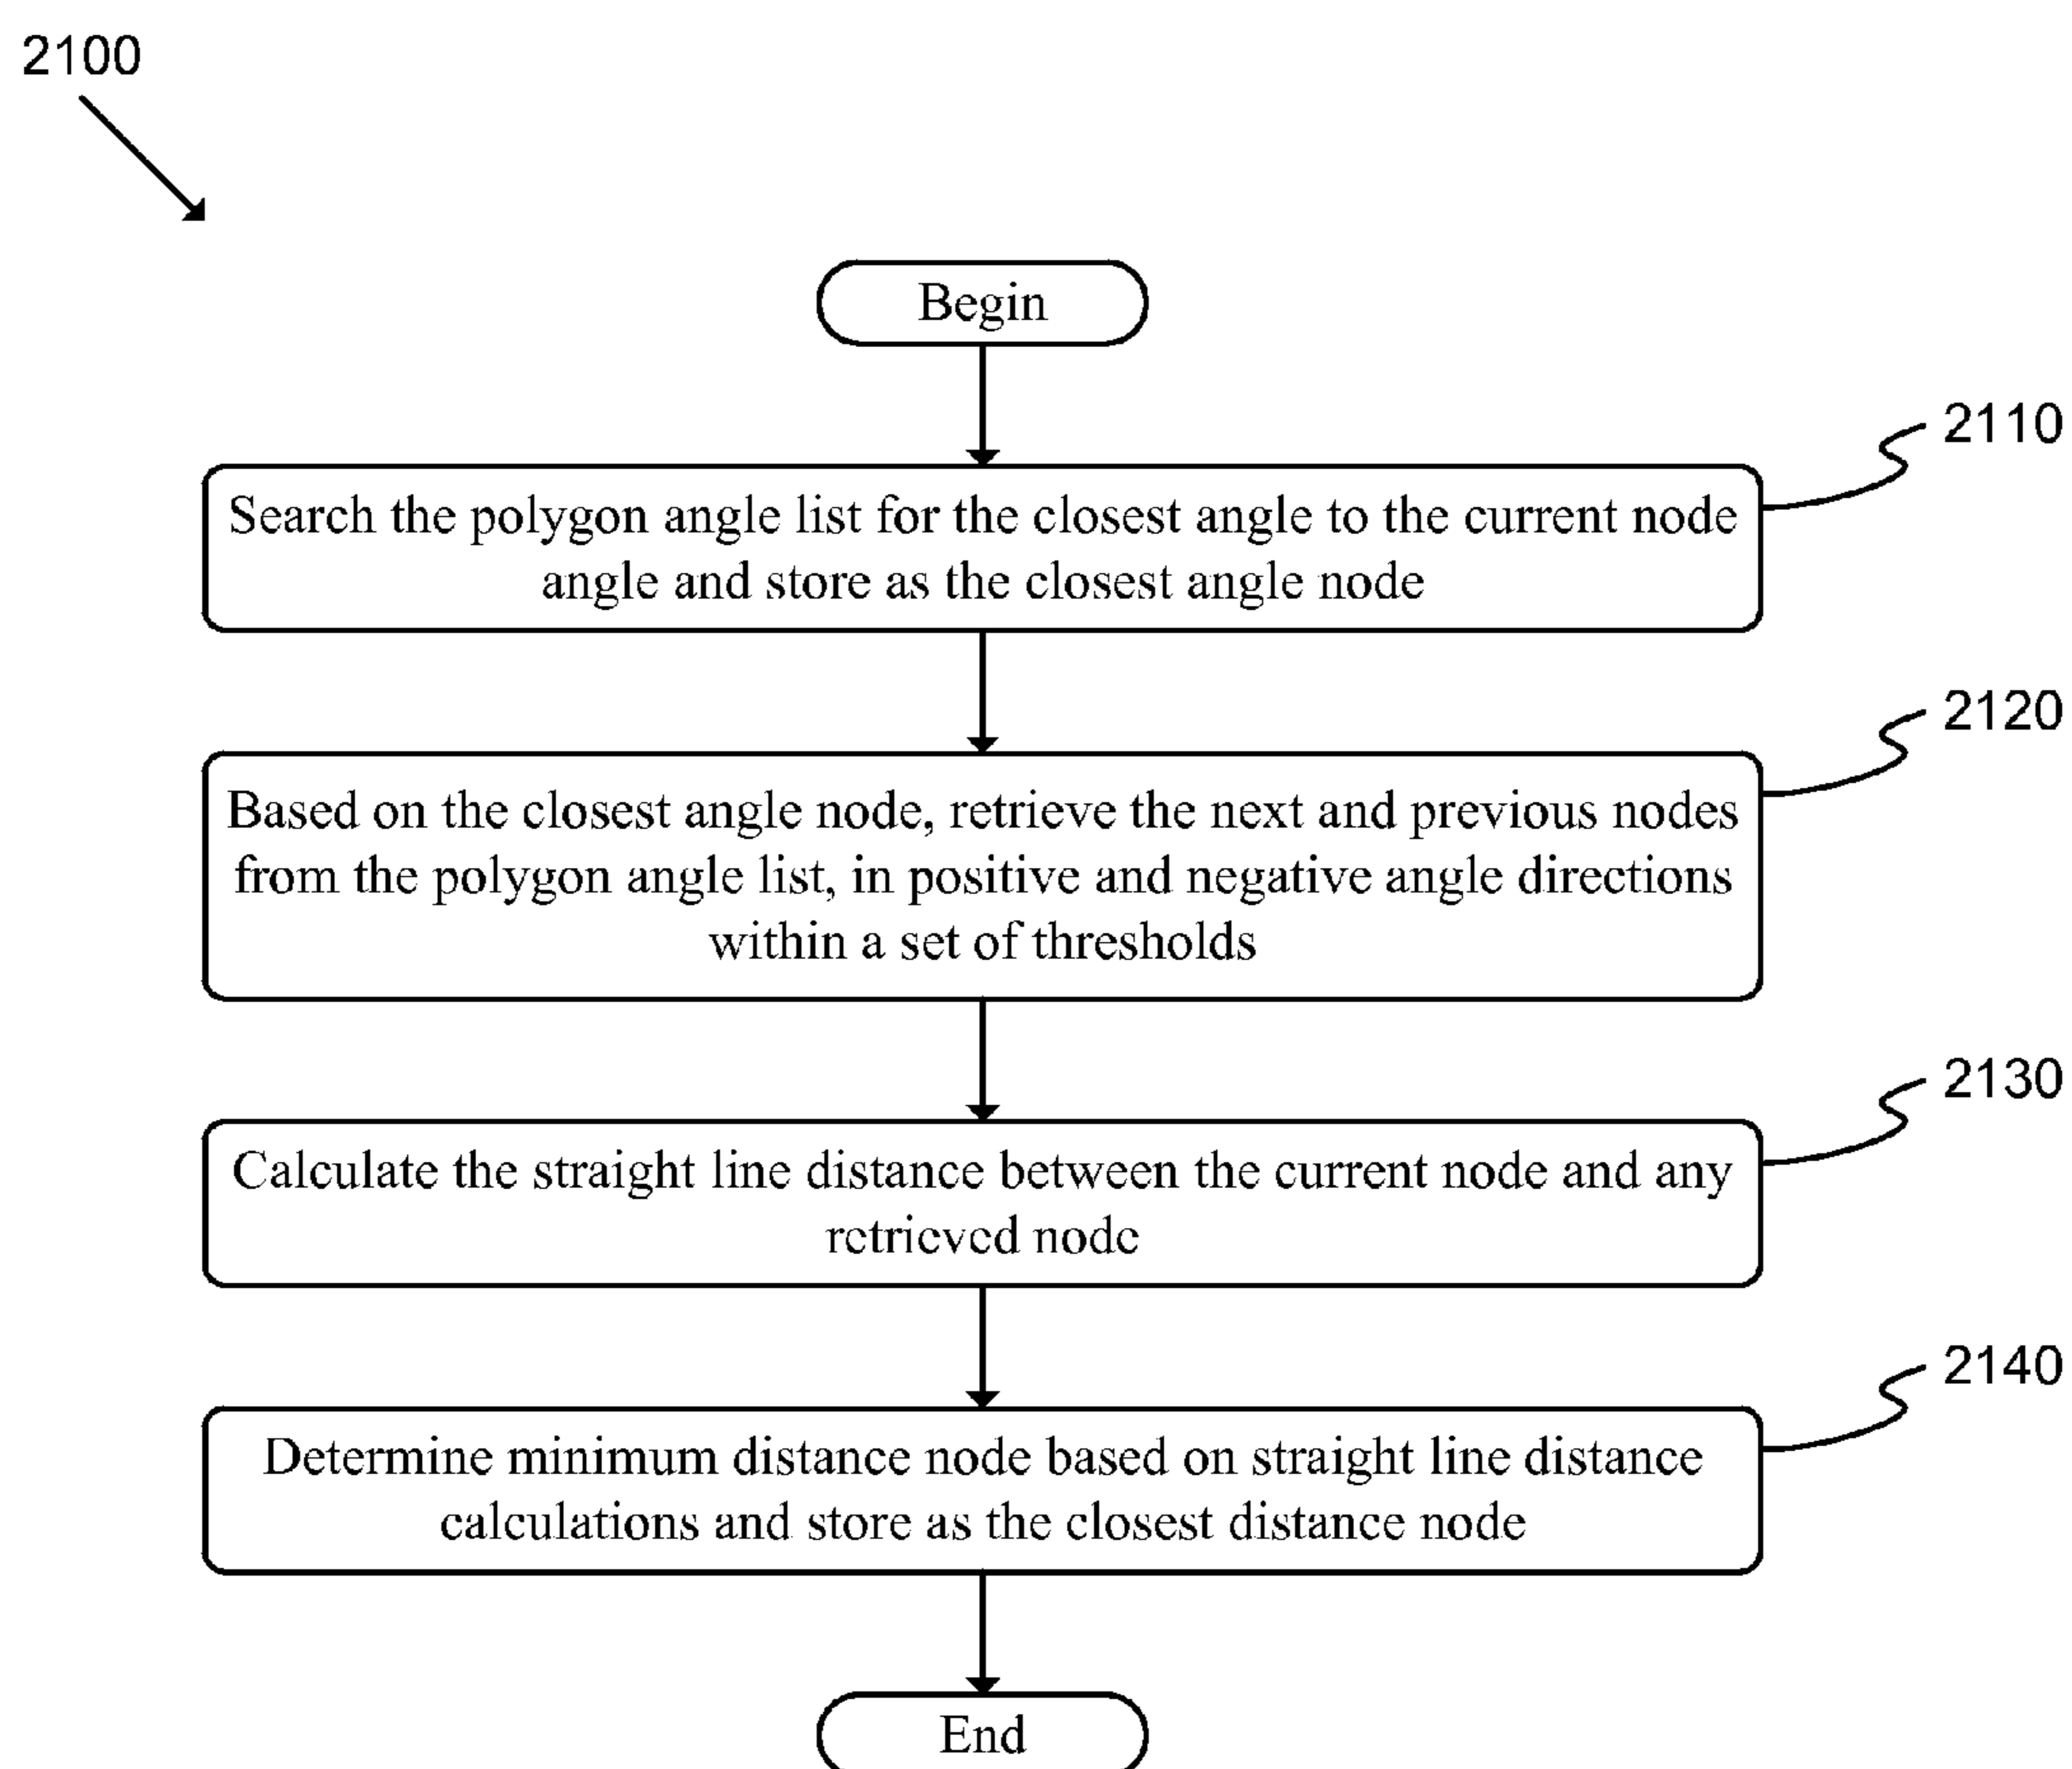 2100
Begin
2110
Search the polygon angle list for the closest angle to the current node
angle and store as the closest angle node
2120
Based on the closest angle node, retrieve the next and previous nodes
from the polygon angle list, in positive and negative angle directions
within a set of thresholds
2130
Calculate the straight line distance between the current node and any
retrieved node
2140
Determine minimum distance node based on straight line distance
calculations and store as the closest distance node
End